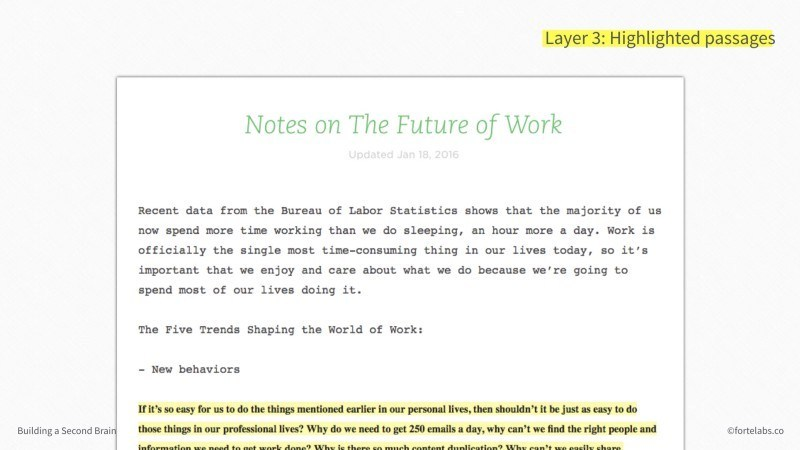 Layer 3: Highlighted passages
Notes on The Future of Work
Updated Jan 18, 2016
Recent data from the Bureau of Labor Statistics shows that the majority of us
now spend more time working than we do sleeping, an hour more a day. Work is
officially the single most time-consuming thing in our lives today, so it's
important that we enjoy and care about what we do because we're going to
spend most of our lives doing it.
The Five Trends Shaping the World of Work:
- New behaviors
If it's so easy for us to do the things mentioned earlier in our personal lives, then shouldn't it be just as easy to do
those things in our professional lives? Why do we need to get 250 emails a day, why can't we find the right people and
information we need to get work done? Why is there so much content duplication? Why can't we easily share
Building a Second Brain
©fortelabs.co